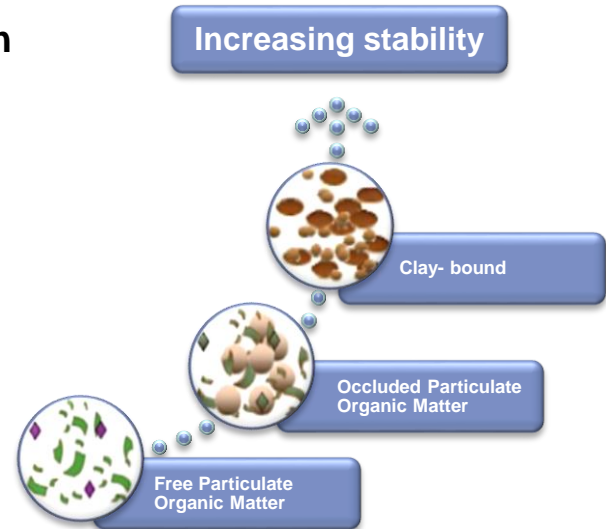 Increasing stability
Clay- bound
Occluded Particulate
Organic Matter
Free Particulate
Organic Matter